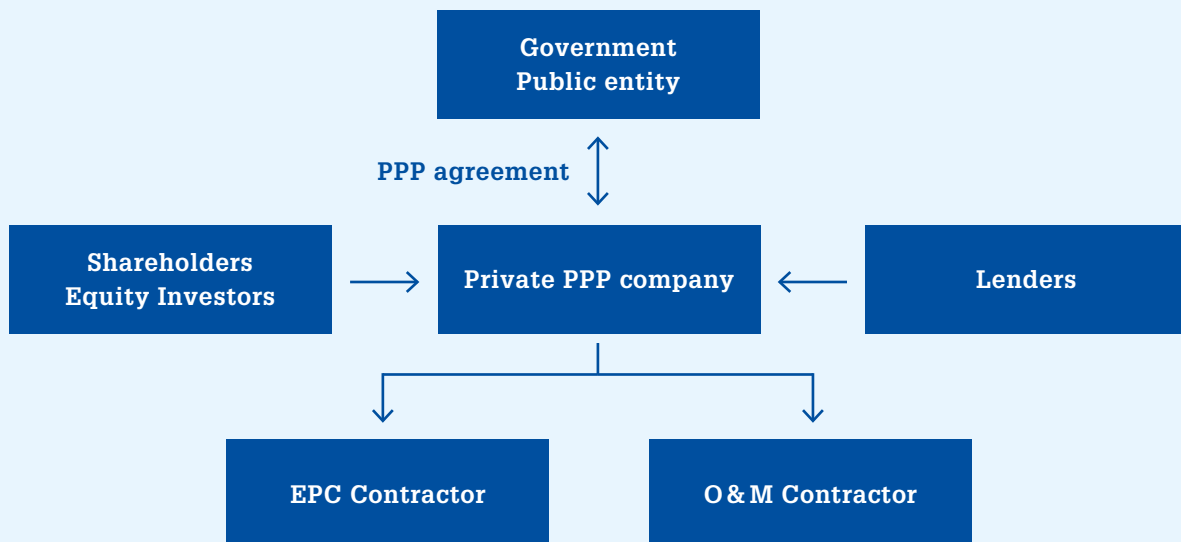 Government
Public entity
PPP agreement
Shareholders
Equity Investors
Private PPP company
Lenders
EPC Contractor
O & M Contractor